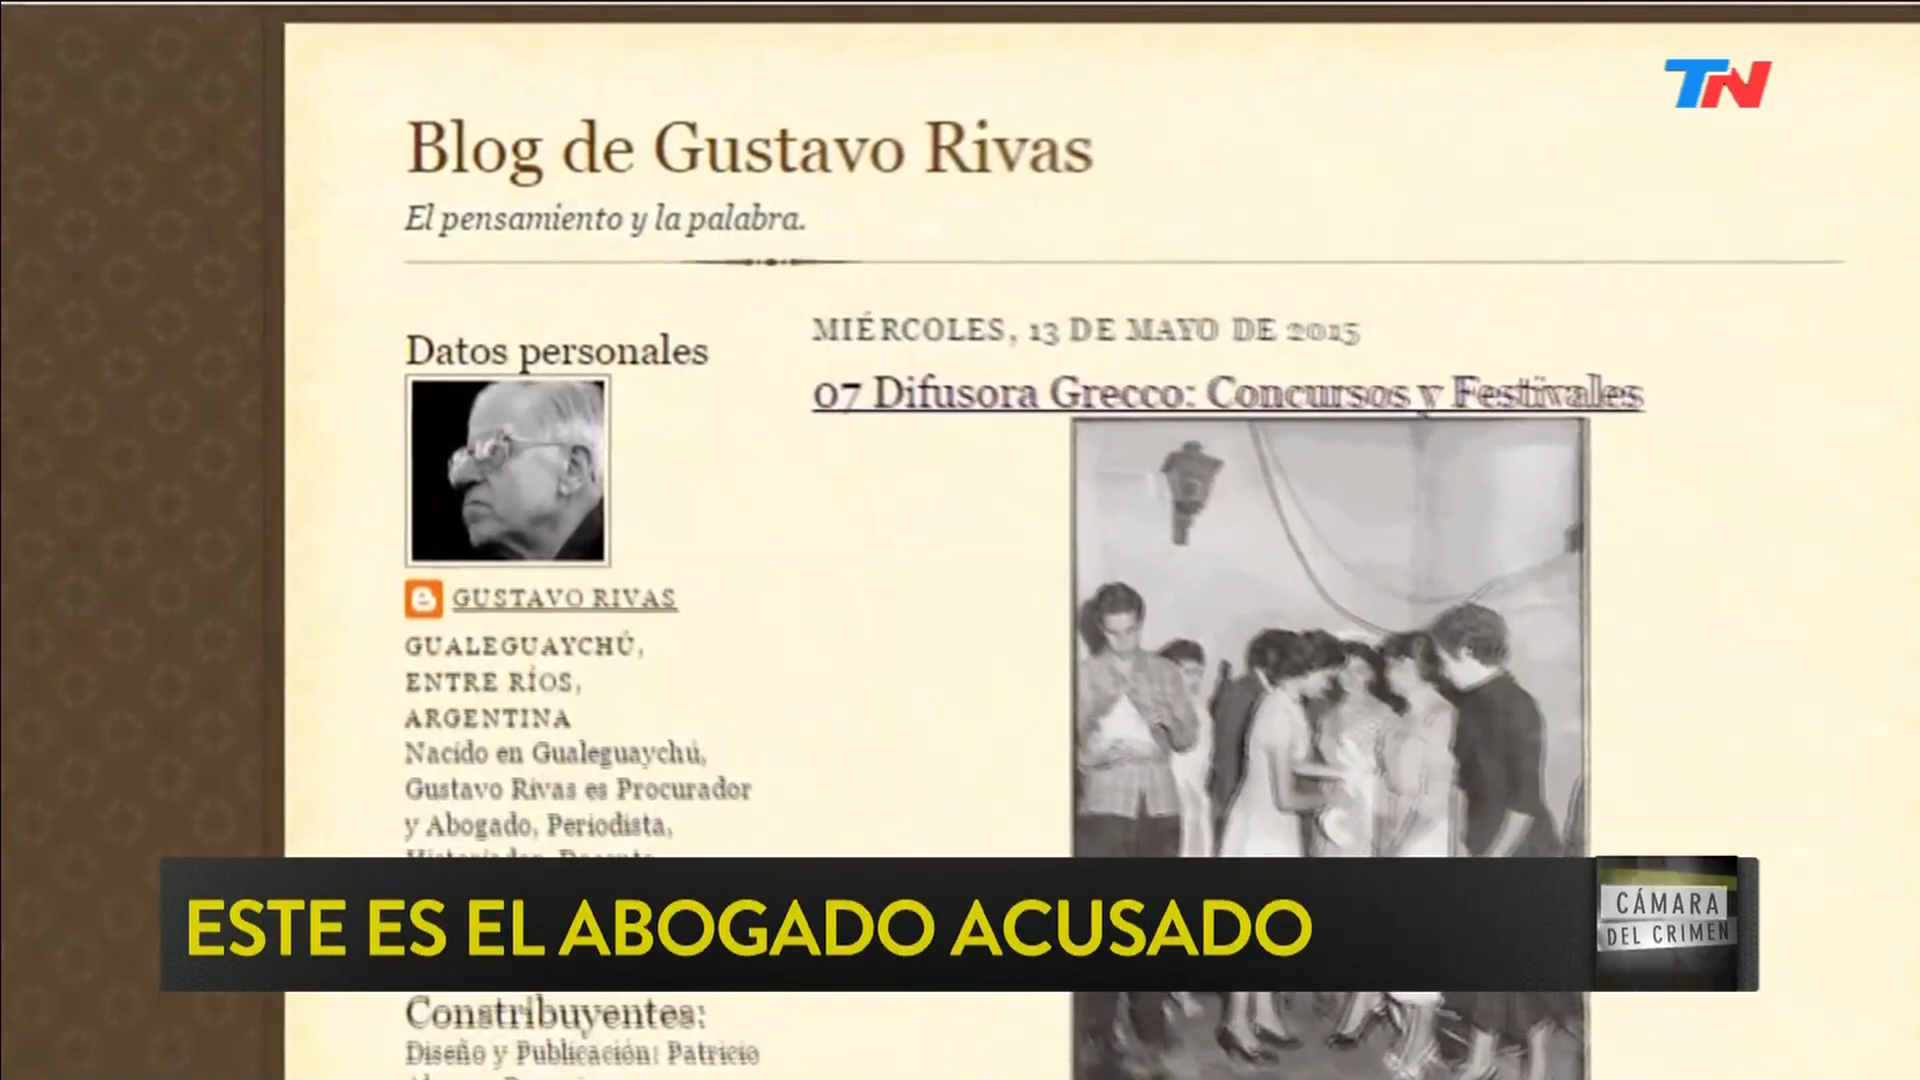 TN
Blog de Gustavo Rivas
El pensamiento y la palabra.
Datos personales
GUSTAVO RIVAS
GUALEGUAYCHÚ,
ENTRE RÍOS,
ARGENTINA
Nacido en Gualeguaychú,
Gustavo Rivas es Procurador
y Abogado, Periodista,
MIÉRCOLES, 13 DE MAYO DE 2015
07 Difusora Grecco: Concursos y Festivales
ESTE ES EL ABOGADO ACUSADO
CÁMARA
DEL CRIMEN
Constribuyentes:
Diseño y Publicación: Patricio